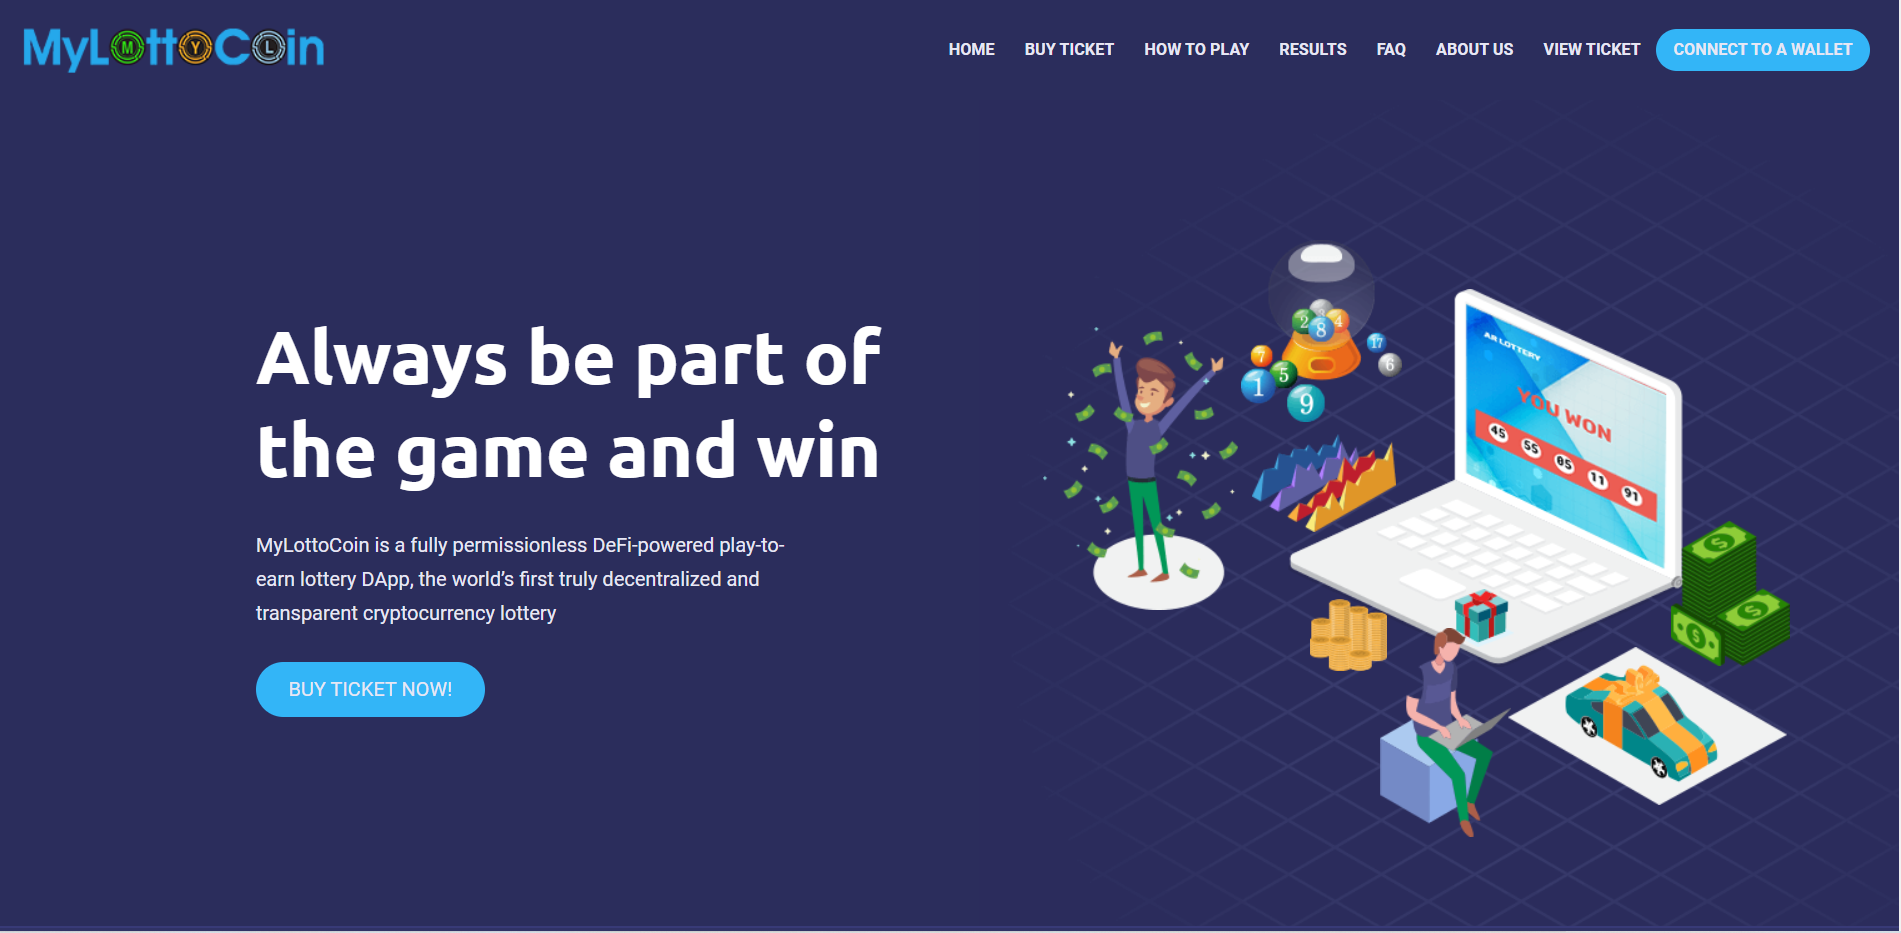 MyLottoCoin
HOME BUY TICKET HOW TO PLAY RESULTS FAQ ABOUT US VIEW TICKET CONNECT TO A WALLET
Always be part of
the game and win
MyLottoCoin is a fully permissionless DeFi-powered play-to-
earn lottery DApp, the world’s first truly decentralized and
transparent cryptocurrency lottery
BUY TICKET NOW!
2 3 4
8
7 17
5 6
1
9
AR LOTTERY
YOU WON
45 55 05 11 91
$
$
$